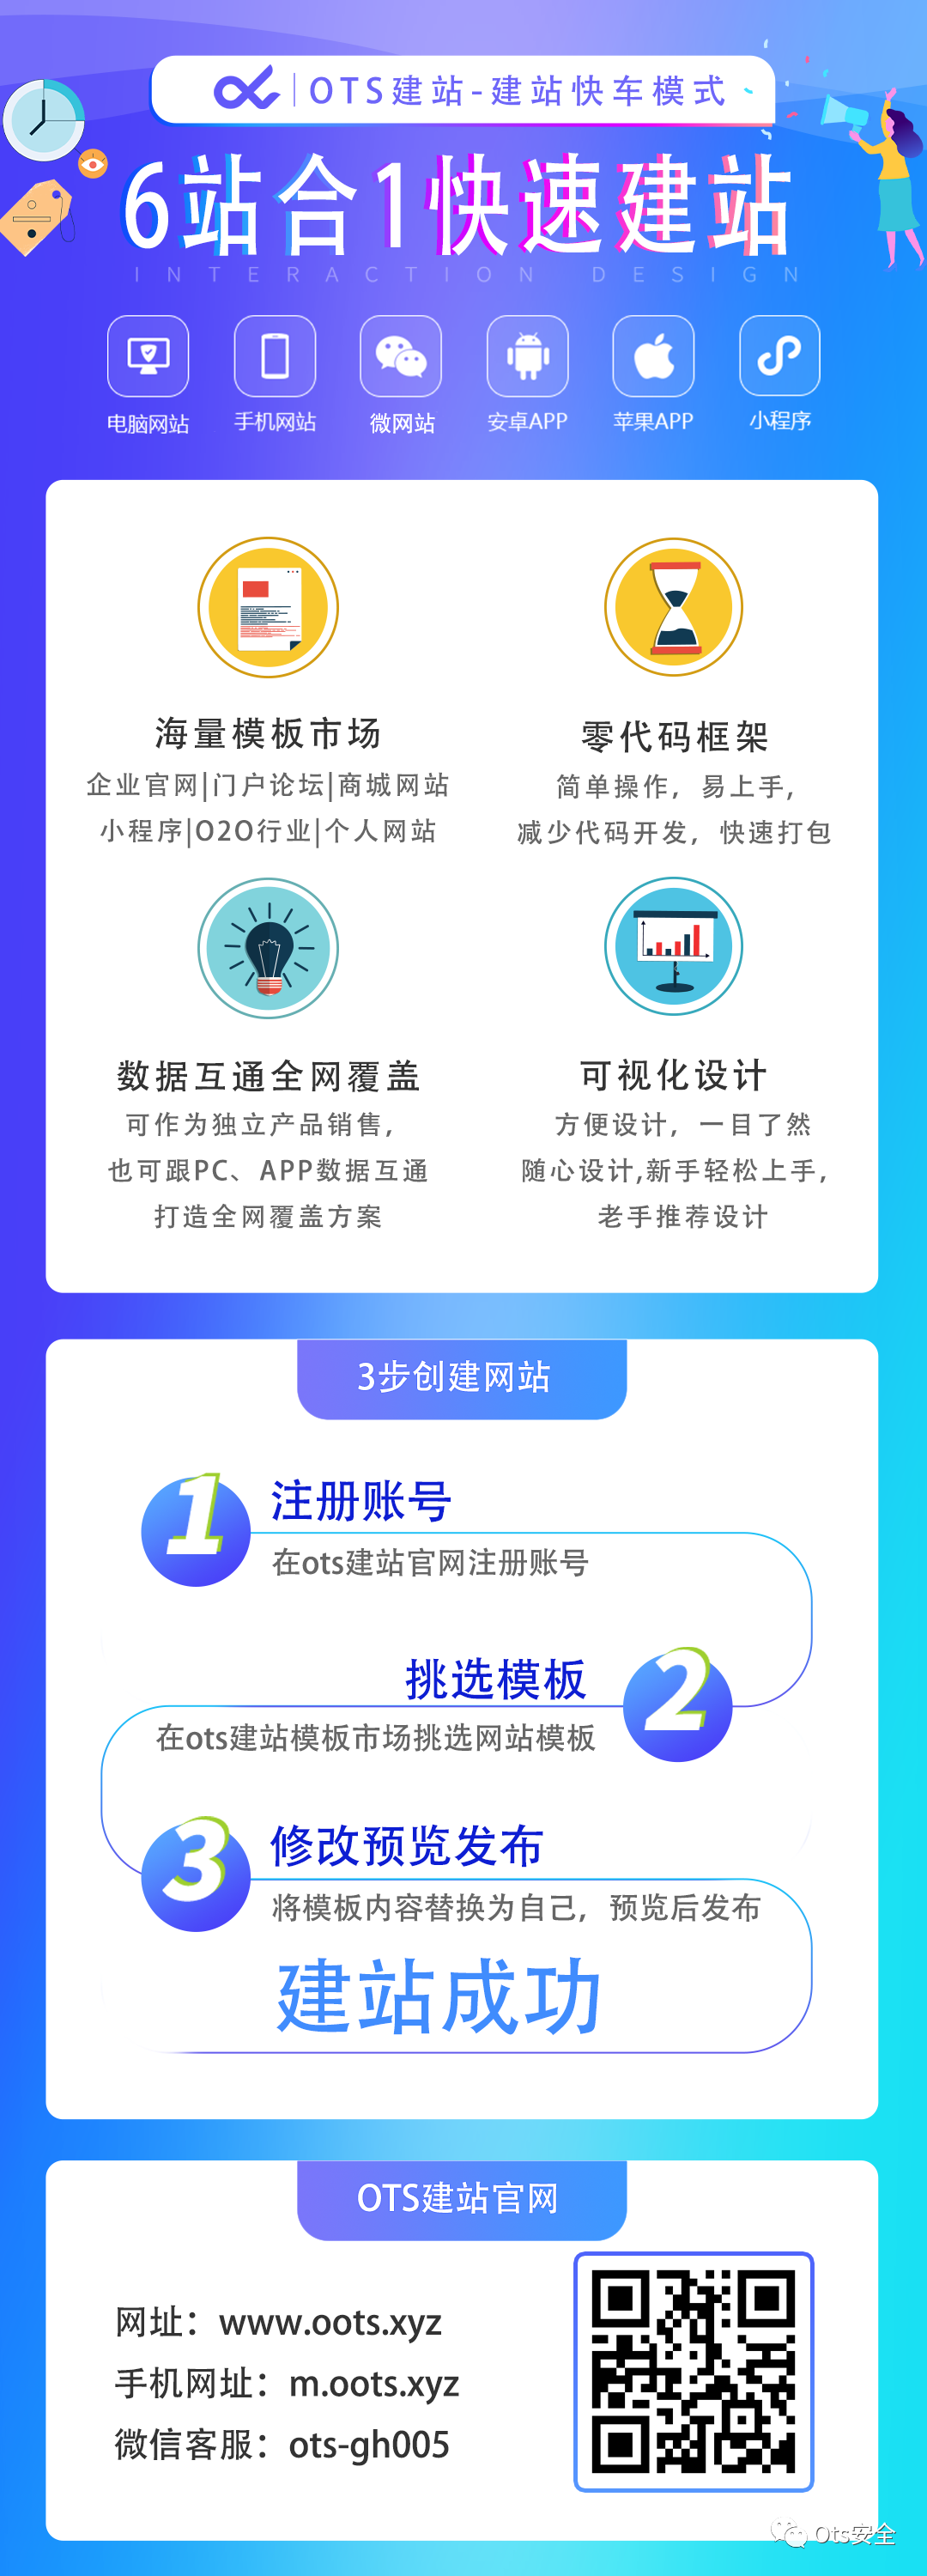 OTS建站-建站快车模式
6站合1快速建站
INTERACTION DESIGN
电脑网站
手机网站
微网站
安卓APP
苹果APP
小程序
海量模板市场
企业官网|门户论坛|商城网站
小程序|O2O行业|个人网站
零代码框架
简单操作，易上手，
减少代码开发，快速打包
数据互通全网覆盖
可作为独立产品销售，
也可跟PC、APP数据互通
打造全网覆盖方案
可视化设计
方便设计，一目了然
随心设计,新手轻松上手，
老手推荐设计
3步创建网站
1
注册账号
在ots建站官网注册账号
挑选模板
2
在ots建站模板市场挑选网站模板
3
修改预览发布
将模板内容替换为自己，预览后发布
建站成功
OTS建站官网
网址：www.oots.xyz
手机网址：m.oots.xyz
微信客服：ots-gh005
Ots安全